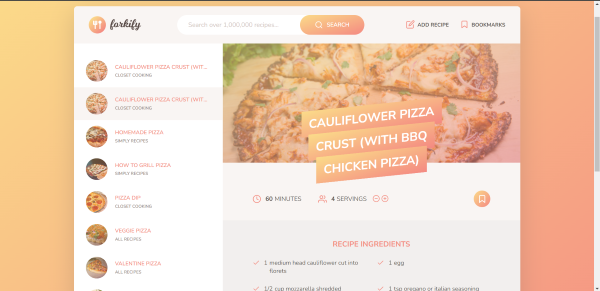 forkify
Search over 1,000,000 recipes...
SEARCH
ADD RECIPE
BOOKMARKS
CAULIFLOWER PIZZA CRUST (WIT...
CLOSET COOKING
CAULIFLOWER PIZZA CRUST (WIT...
CLOSET COOKING
HOMEMADE PIZZA
SIMPLY RECIPES
HOW TO GRILL PIZZA
SIMPLY RECIPES
PIZZA DIP
CLOSET COOKING
VEGGIE PIZZA
ALL RECIPES
VALENTINE PIZZA
ALL RECIPES
CAULIFLOWER PIZZA
CRUST (WITH BBQ
CHICKEN PIZZA)
60 MINUTES
4 SERVINGS
RECIPE INGREDIENTS
1 medium head cauliflower cut into
florets
1 egg
1/2 cup mozzarella shredded
1 tsp oregano or italian seasoning